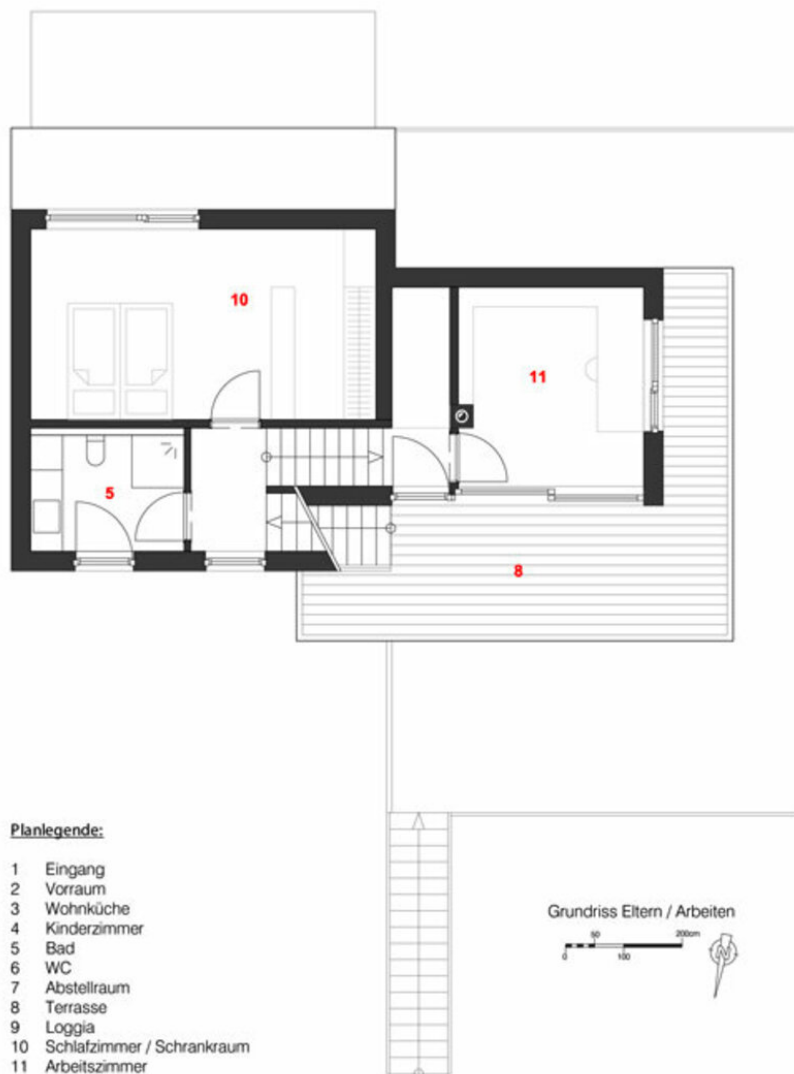 10
11
5
8
Planlegende:
1 Eingang
2 Vorraum
3 Wohnküche
4 Kinderzimmer
5 Bad
6 WC
7 Abstellraum
8 Terrasse
9 Loggia
10 Schlafzimmer / Schrankraum
11 Arbeitszimmer
Grundriss Eltern / Arbeiten
50 200cm
0 100
N